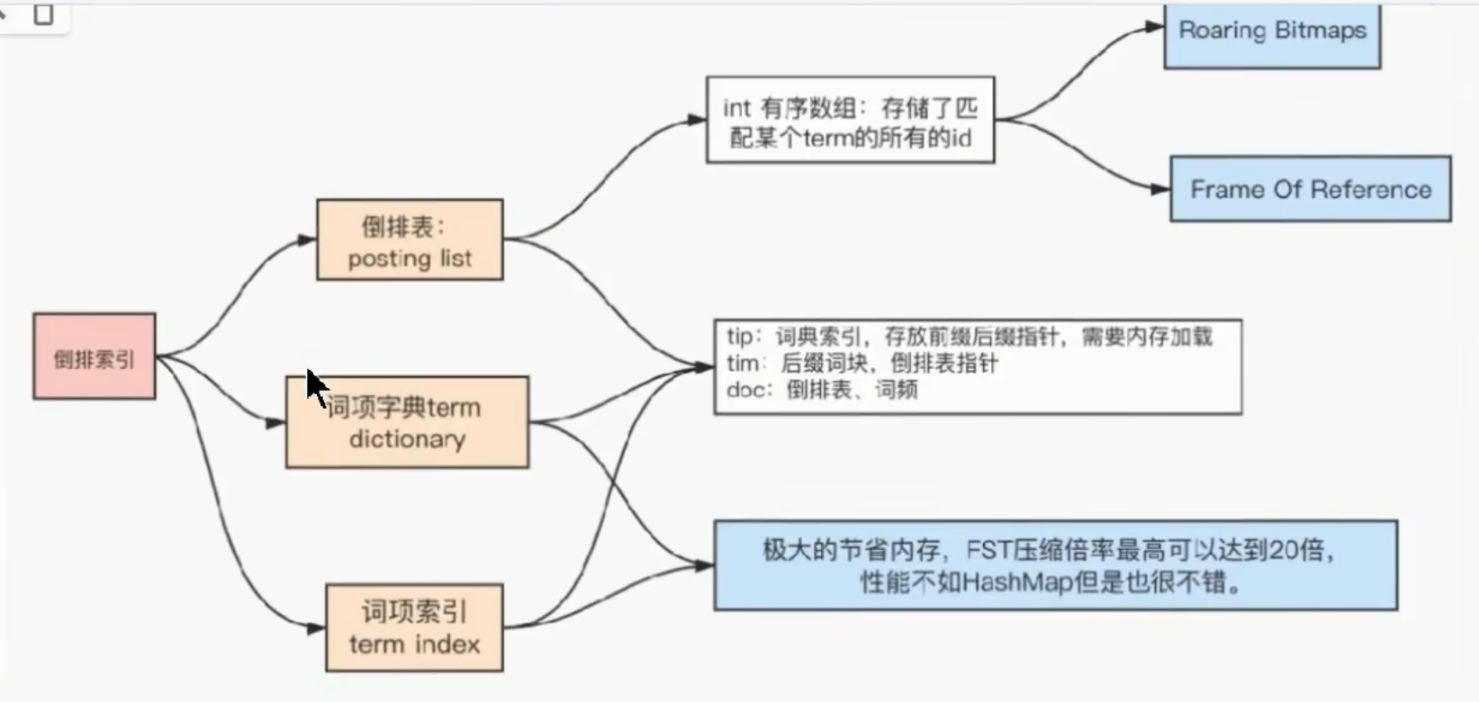 Roaring Bitmaps
int 有序数组：存储了匹
配某个term的所有的id
Frame Of Reference
倒排表：
posting list
倒排索引
tip：词典索引，存放前缀后缀指针，需要内存加载
tim：后缀词块，倒排表指针
doc：倒排表、词频
词项字典term
dictionary
极大的节省内存，FST压缩倍率最高可以达到20倍，
性能不如HashMap但是也很不错。
词项索引
term index